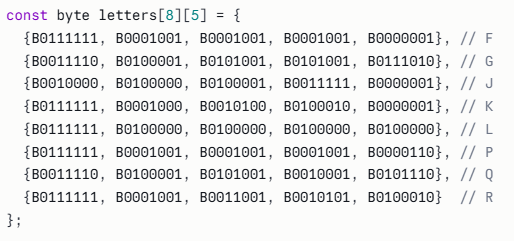 const byte letters[8][5] = {
  {B0111111, B0001001, B0001001, B0001001, B0000001}, // F
  {B0011110, B0100001, B0101001, B0101001, B0111010}, // G
  {B0010000, B0100000, B0100001, B0011111, B0000001}, // J
  {B0111111, B0001000, B0010100, B0100010, B0000001}, // K
  {B0111111, B0100000, B0100000, B0100000, B0100000}, // L
  {B0111111, B0001001, B0001001, B0001001, B0000110}, // P
  {B0011110, B0100001, B0101001, B0100001, B0101110}, // Q
  {B0111111, B0001001, B0011001, B0010101, B0100010}  // R
};